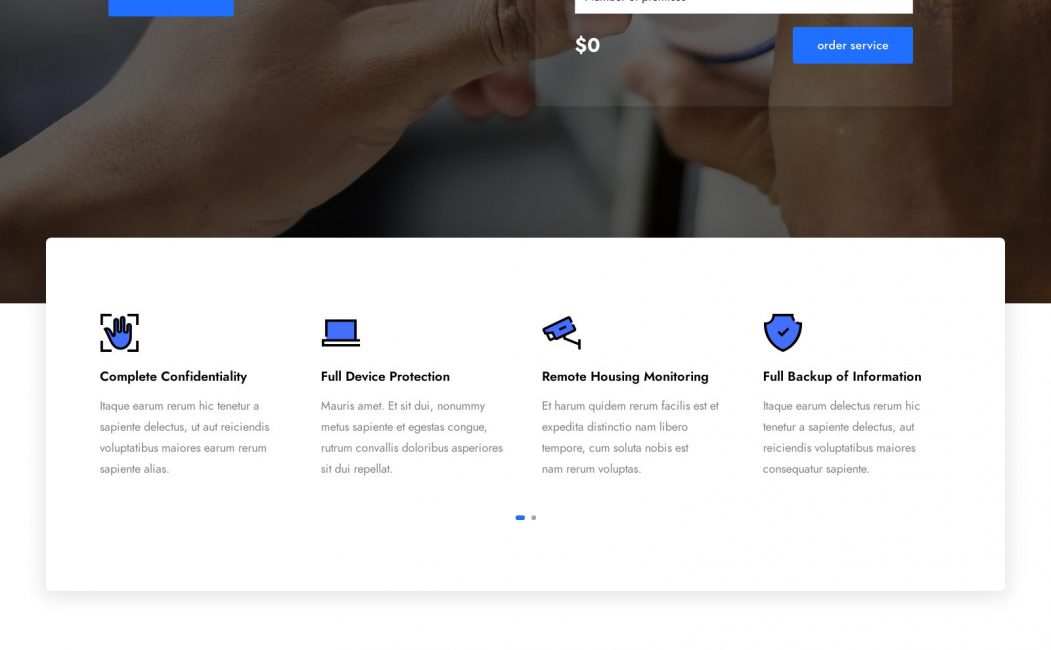 Number of premises
$0
order service
Complete Confidentiality
Itaque earum rerum hic tenetur a
sapiente delectus, ut aut reiciendis
voluptatibus maiores earum rerum
sapiente alias.
Full Device Protection
Mauris amet. Et sit dui, nonummy
metus sapiente et egestas congue,
rutrum convallis doloribus asperiores
sit dui repellat.
Remote Housing Monitoring
Et harum quidem rerum facilis est et
expedita distinctio nam libero
tempore, cum soluta nobis est
nam rerum voluptas.
Full Backup of Information
Itaque earum delectus rerum hic
tenetur a sapiente delectus, aut
reiciendis voluptatibus maiores
consequatur sapiente.